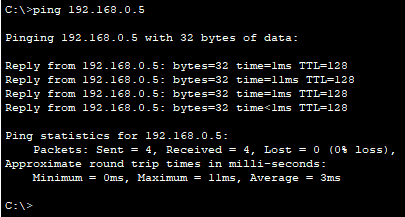 C:\>ping 192.168.0.5
Pinging 192.168.0.5 with 32 bytes of data:
Reply from 192.168.0.5: bytes=32 time=1ms TTL=128
Reply from 192.168.0.5: bytes=32 time=11ms TTL=128
Reply from 192.168.0.5: bytes=32 time=1ms TTL=128
Reply from 192.168.0.5: bytes=32 time<1ms TTL=128
Ping statistics for 192.168.0.5:
Packets: Sent = 4, Received = 4, Lost = 0 (0% loss),
Approximate round trip times in milli-seconds:
Minimum = 0ms, Maximum = 11ms, Average = 3ms
C:\>